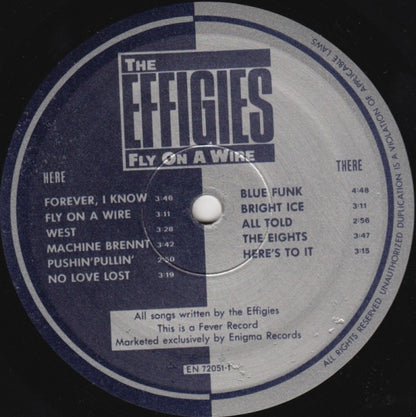 THE
EFFIGIES
FLY ON A WIRE
HERE
FOREVER, I KNOW 3:46
FLY ON A WIRE 3:11
WEST 3:28
MACHINE BRENNT 3:42
PUSHIN'PULLIN' 2:50
NO LOVE LOST 3:19
THERE
BLUE FUNK 4:48
BRIGHT ICE 3:11
ALL TOLD 2:56
THE EIGHTS 3:47
HERE'S TO IT 3:15
All songs written by the Effigies
This is a Fever Record
Marketed exclusively by Enigma Records
EN 72051-1
ALL RIGHTS RESERVED UNAUTHORIZED DUPLICATION IS A VIOLATION OF APPLICABLE LAWS